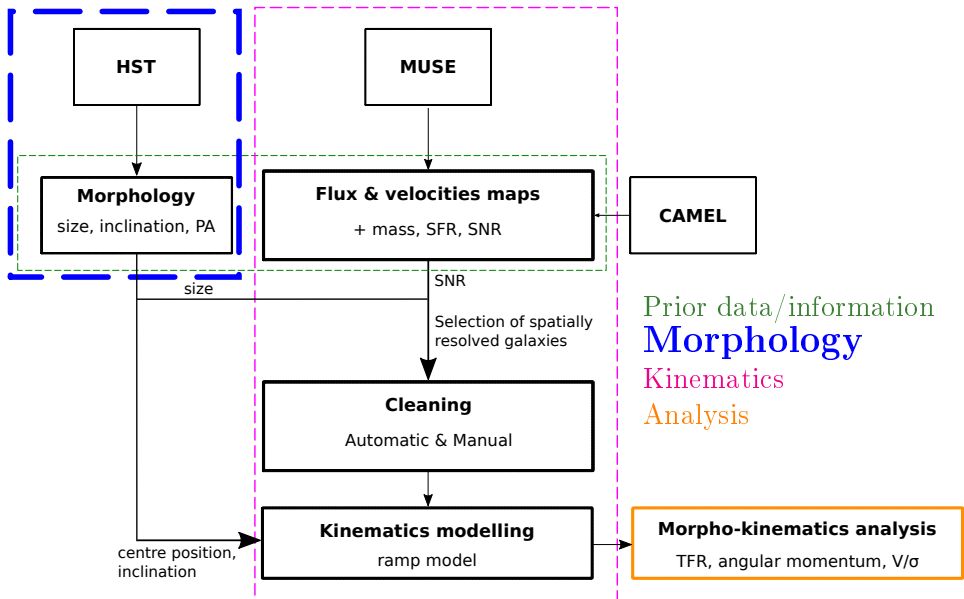 HST
MUSE
Morphology
size, inclination, PA
Flux & velocities maps
+ mass, SFR, SNR
CAMEL
size
SNR
Selection of spatially
resolved galaxies
Prior data/information
Morphology
Kinematics
Analysis
Cleaning
Automatic & Manual
Kinematics modelling
ramp model
centre position,
inclination
Morpho-kinematics analysis
TFR, angular momentum, V/σ